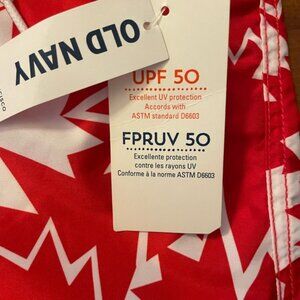 OLD NAVY
UPF 50
Excellent UV protection
Accords with
ASTM standard D6603
FPRUV 50
Excellente protection
contre les rayons UV
Conforme à la norme ASTM D6603